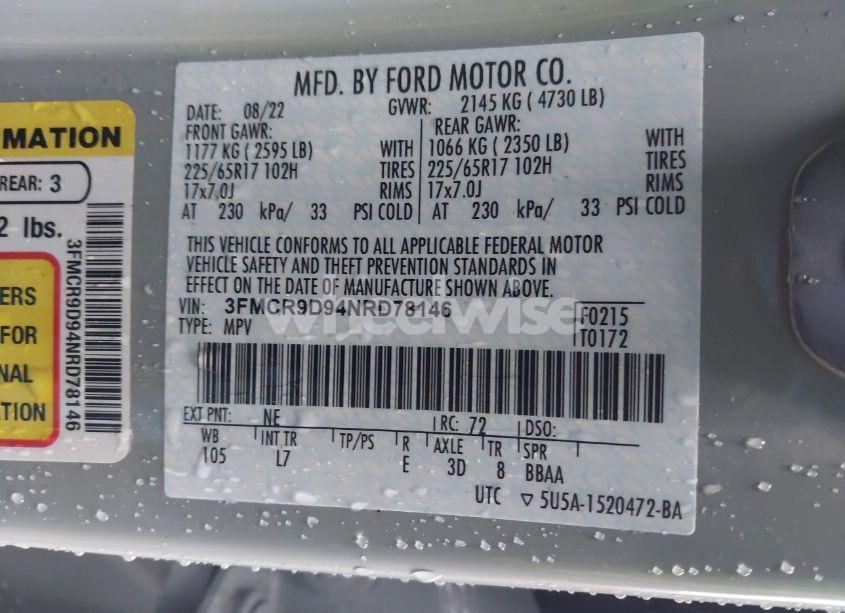 MATION
REAR: 3
2 lbs.
ERS
FOR
NAL
ATION
3FMCR9D94NRD78146
MFD. BY FORD MOTOR CO.
DATE: 08/22 GVWR: 2145 KG ( 4730 LB)
FRONT GAWR: REAR GAWR:
1177 KG ( 2595 LB) WITH 1066 KG ( 2350 LB) WITH
225/65R17 102H TIRES 225/65R17 102H TIRES
17x7.0J RIMS 17x7.0J RIMS
AT 230 kPa/ 33 PSI COLD AT 230 kPa/ 33 PSI COLD
THIS VEHICLE CONFORMS TO ALL APPLICABLE FEDERAL MOTOR
VEHICLE SAFETY AND THEFT PREVENTION STANDARDS IN
EFFECT ON THE DATE OF MANUFACTURE SHOWN ABOVE.
VIN: 3FMCR9D94NRD78146 F0215
TYPE: MPV T0172
wheelwise
EXT PNT: NE RC: 72 DSO:
WB INT TR TP/PS R AXLE TR SPR
105 L7 E 3D 8 BBAA
UTC ▽ 5U5A-1520472-BA